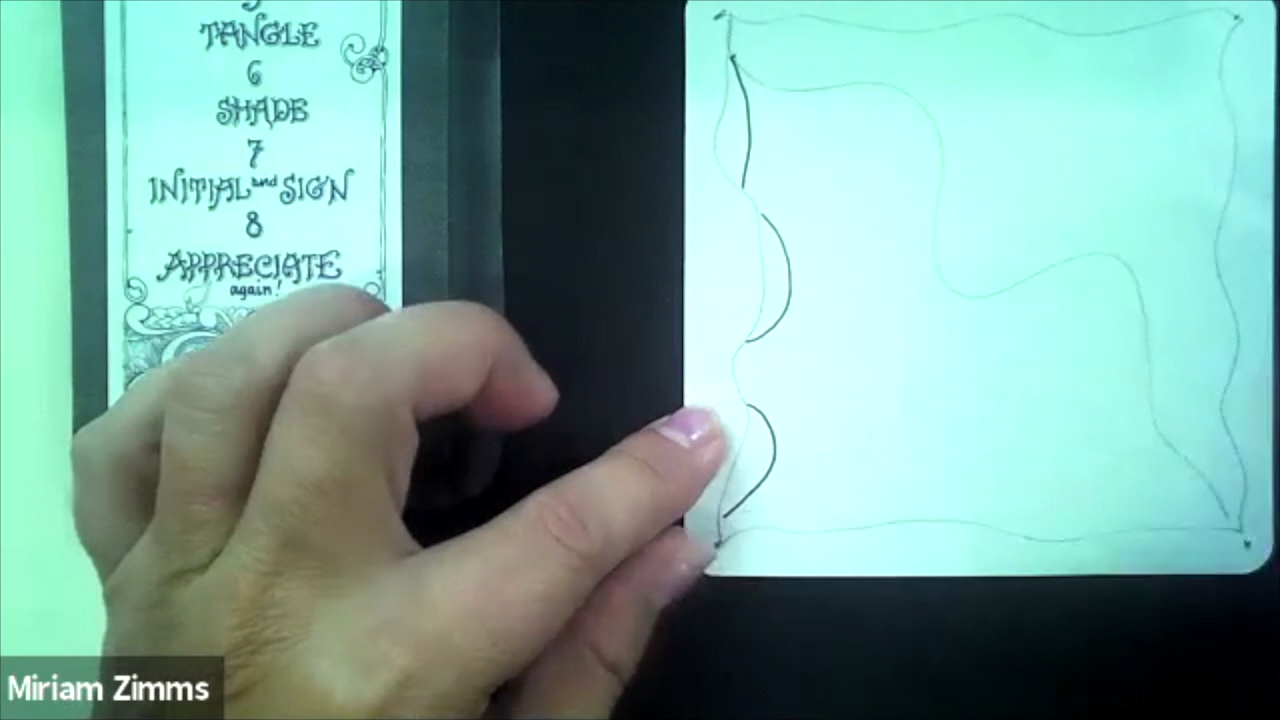 TANGLE
6
SHADE
7
INITIAL and SIGN
8
APPRECIATE
again!
Miriam Zimms